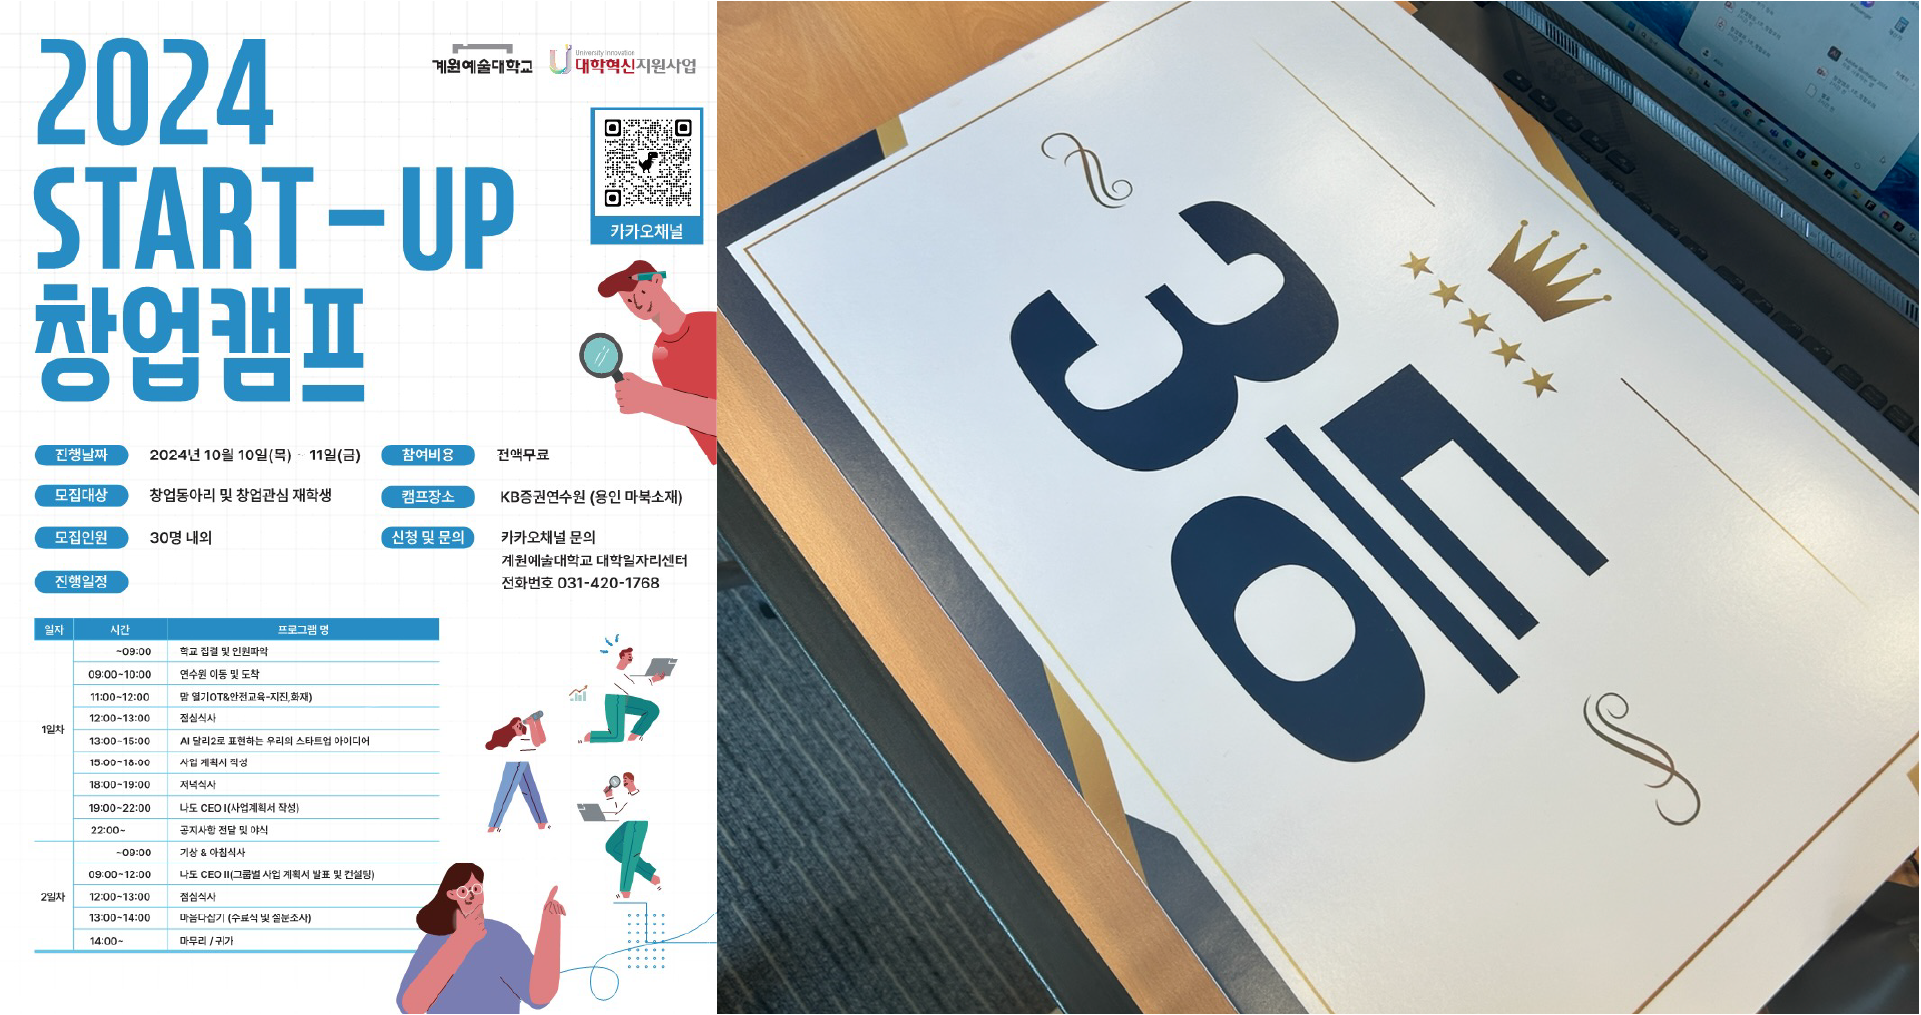 2024
START-UP
창업캠프
계원예술대학교
University Innovation
대학혁신지원사업
카카오채널
진행날짜 2024년 10월 10일(목) - 11일(금)
참여비용 전액무료
모집대상 창업동아리 및 창업관심 재학생
캠프장소 KB증권연수원 (용인 마북소재)
모집인원 30명 내외
신청 및 문의 카카오채널 문의
계원예술대학교 대학일자리센터
전화번호 031-420-1768
진행일정
일자 시간 프로그램 명
1일차
~09:00 학교 집결 및 인원파악
09:00~10:00 연수원 이동 및 도착
11:00~12:00 맘 열기OT&안전교육-지진,화재)
12:00~13:00 점심식사
13:00~15:00 AI 달리2로 표현하는 우리의 스타트업 아이디어
15:00~18:00 사업 계획서 작성
18:00~19:00 저녁식사
19:00~22:00 나도 CEO I(사업계획서 작성)
22:00~ 공지사항 전달 및 야식
2일차
~09:00 기상 & 아침식사
09:00~12:00 나도 CEO II(그룹별 사업 계획서 발표 및 컨설팅)
12:00~13:00 점심식사
13:00~14:00 마음다잡기 (수료식 및 설문조사)
14:00~ 마무리 / 귀가
3등